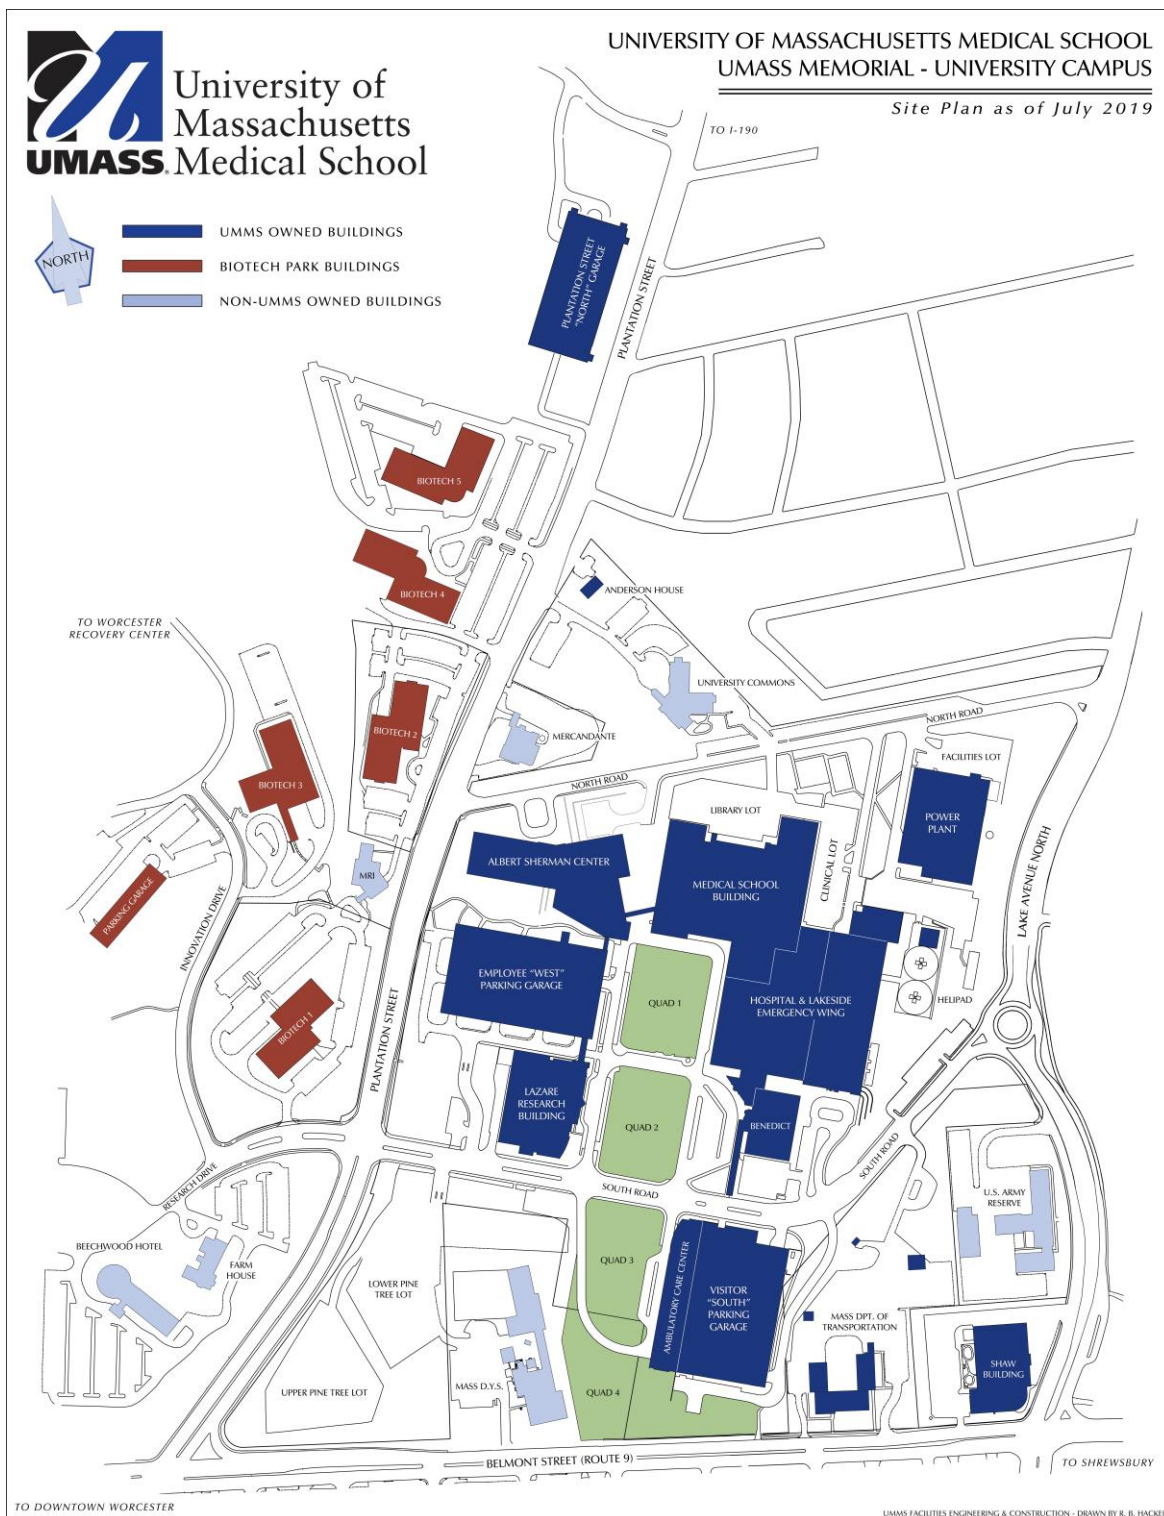 UNIVERSITY OF MASSACHUSETTS MEDICAL SCHOOL
UMASS MEMORIAL - UNIVERSITY CAMPUS
Site Plan as of July 2019
University of
Massachusetts
Medical School
UMASS
NORTH
UMMS OWNED BUILDINGS
BIOTECH PARK BUILDINGS
NON-UMMS OWNED BUILDINGS
TO I-190
PLANTATION STREET
"NORTH" GARAGE
PLANTATION STREET
BIOTECH 5
BIOTECH 4
ANDERSON HOUSE
TO WORCESTER
RECOVERY CENTER
UNIVERSITY COMMONS
BIOTECH 2
MERCANDANTE
NORTH ROAD
NORTH ROAD
FACILITIES LOT
BIOTECH 3
LIBRARY LOT
POWER
PLANT
ALBERT SHERMAN CENTER
MEDICAL SCHOOL
BUILDING
CLINICAL LOT
MRI
PARKING GARAGE
INNOVATION DRIVE
LAKE AVENUE NORTH
EMPLOYEE "WEST"
PARKING GARAGE
QUAD 1
HOSPITAL & LAKESIDE
EMERGENCY WING
HELIPAD
BIOTECH 1
PLANTATION STREET
LAZARE
RESEARCH
BUILDING
QUAD 2
BENEDICT
SOUTH ROAD
SOUTH ROAD
RESEARCH DRIVE
U.S. ARMY
RESERVE
BEECHWOOD HOTEL
FARM
HOUSE
LOWER PINE
TREE LOT
QUAD 3
AMBULATORY CARE CENTER
VISITOR
"SOUTH"
PARKING
GARAGE
MASS DPT. OF
TRANSPORTATION
SHAW
BUILDING
UPPER PINE TREE LOT
MASS D.Y.S.
QUAD 4
BELMONT STREET (ROUTE 9)
TO SHREWSBURY
TO DOWNTOWN WORCESTER
UMMS FACILITIES ENGINEERING & CONSTRUCTION - DRAWN BY R. B. HACKE